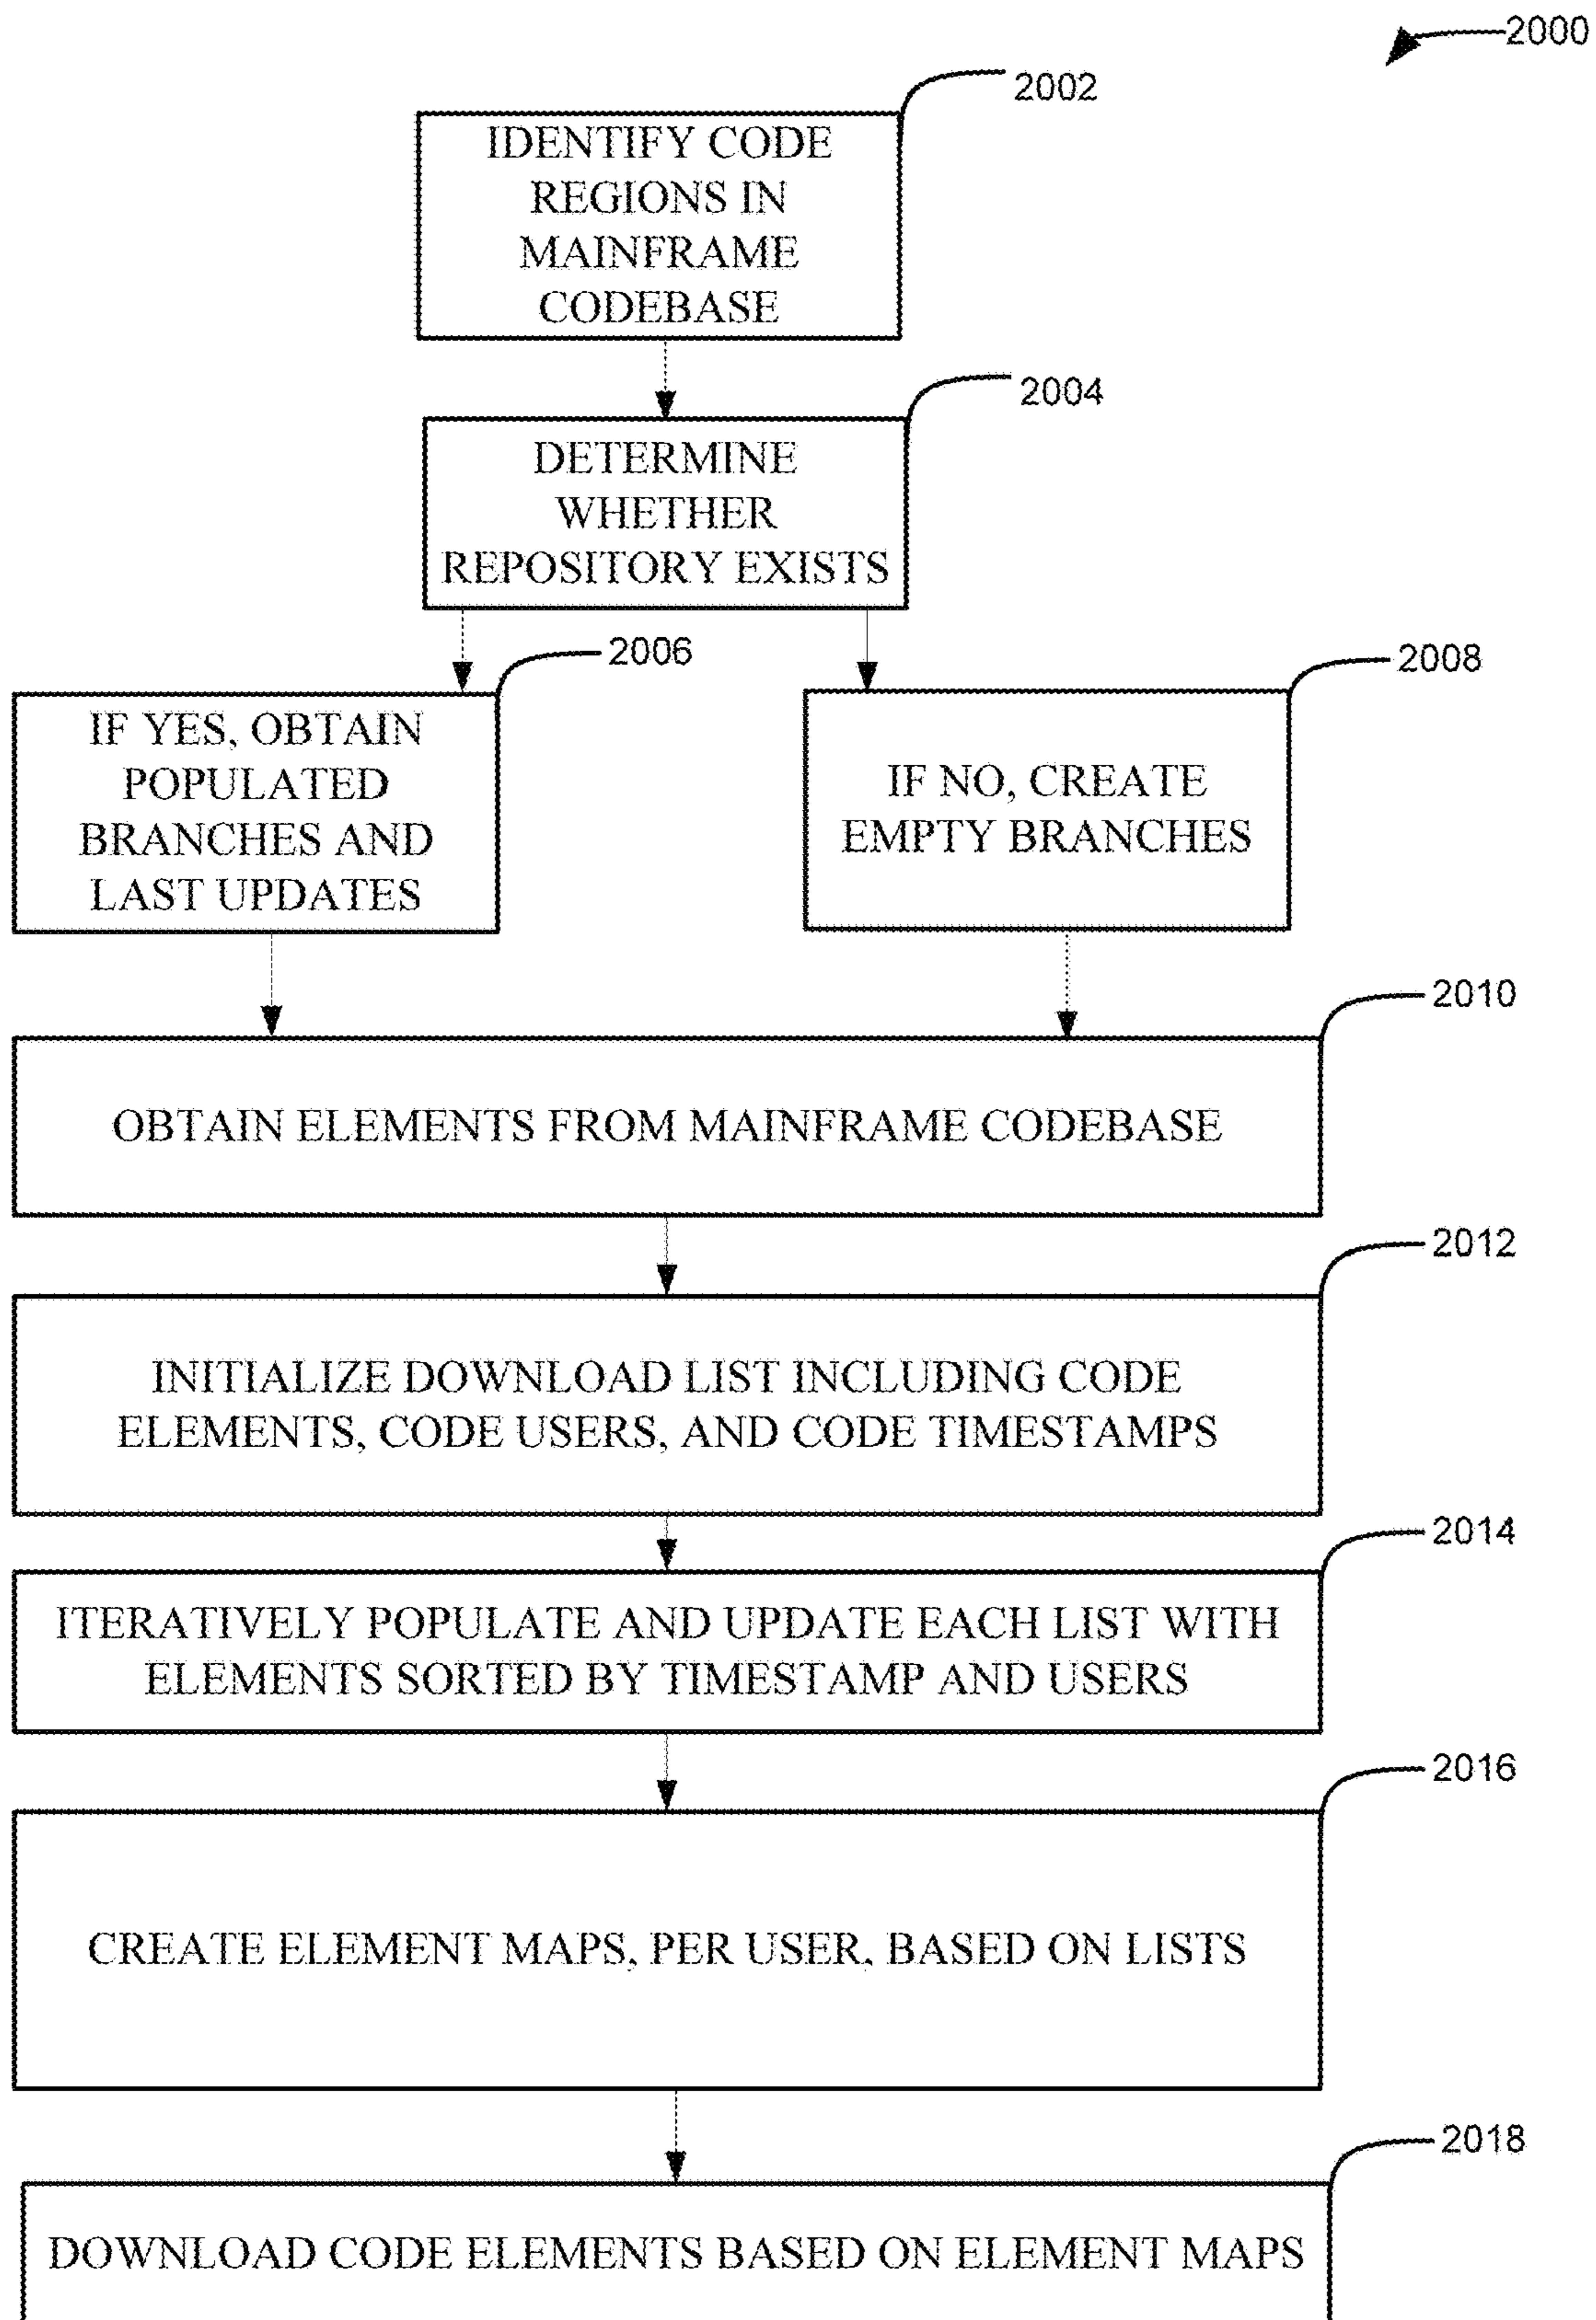 2000
2002
IDENTIFY CODE
REGIONS IN
MAINFRAME
CODEBASE
2004
DETERMINE
WHETHER
REPOSITORY EXISTS
2006
IF YES, OBTAIN
POPULATED
BRANCHES AND
LAST UPDATES
2008
IF NO, CREATE
EMPTY BRANCHES
2010
OBTAIN ELEMENTS FROM MAINFRAME CODEBASE
2012
INITIALIZE DOWNLOAD LIST INCLUDING CODE
ELEMENTS, CODE USERS, AND CODE TIMESTAMPS
2014
ITERATIVELY POPULATE AND UPDATE EACH LIST WITH
ELEMENTS SORTED BY TIMESTAMP AND USERS
2016
CREATE ELEMENT MAPS, PER USER, BASED ON LISTS
2018
DOWNLOAD CODE ELEMENTS BASED ON ELEMENT MAPS